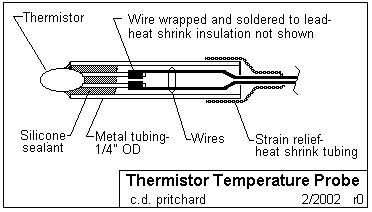 Thermistor
Wire wrapped and soldered to lead-
heat shrink insulation not shown
Silicone
sealant
Metal tubing-
1/4" OD
Wires
Strain relief-
heat shrink tubing
Thermistor Temperature Probe
c.d. pritchard 2/2002 r0